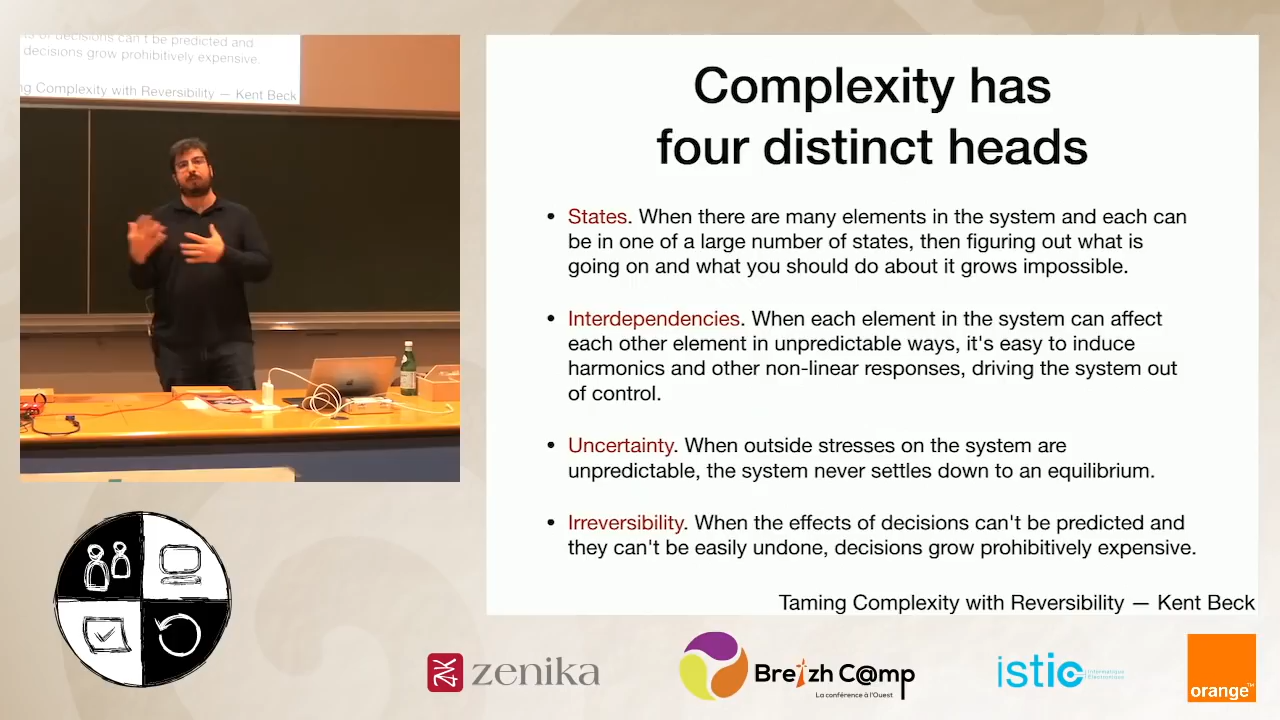 ts of decisions can't be predicted and
decisions grow prohibitively expensive.
ng Complexity with Reversibility — Kent Beck
Complexity has
four distinct heads
• States. When there are many elements in the system and each can
be in one of a large number of states, then figuring out what is
going on and what you should do about it grows impossible.
• Interdependencies. When each element in the system can affect
each other element in unpredictable ways, it's easy to induce
harmonics and other non-linear responses, driving the system out
of control.
• Uncertainty. When outside stresses on the system are
unpredictable, the system never settles down to an equilibrium.
• Irreversibility. When the effects of decisions can't be predicted and
they can't be easily undone, decisions grow prohibitively expensive.
Taming Complexity with Reversibility — Kent Beck
zenika
Breizh C@mp
La conférence à l'Ouest
istic
Informatique
Électronique
orange™